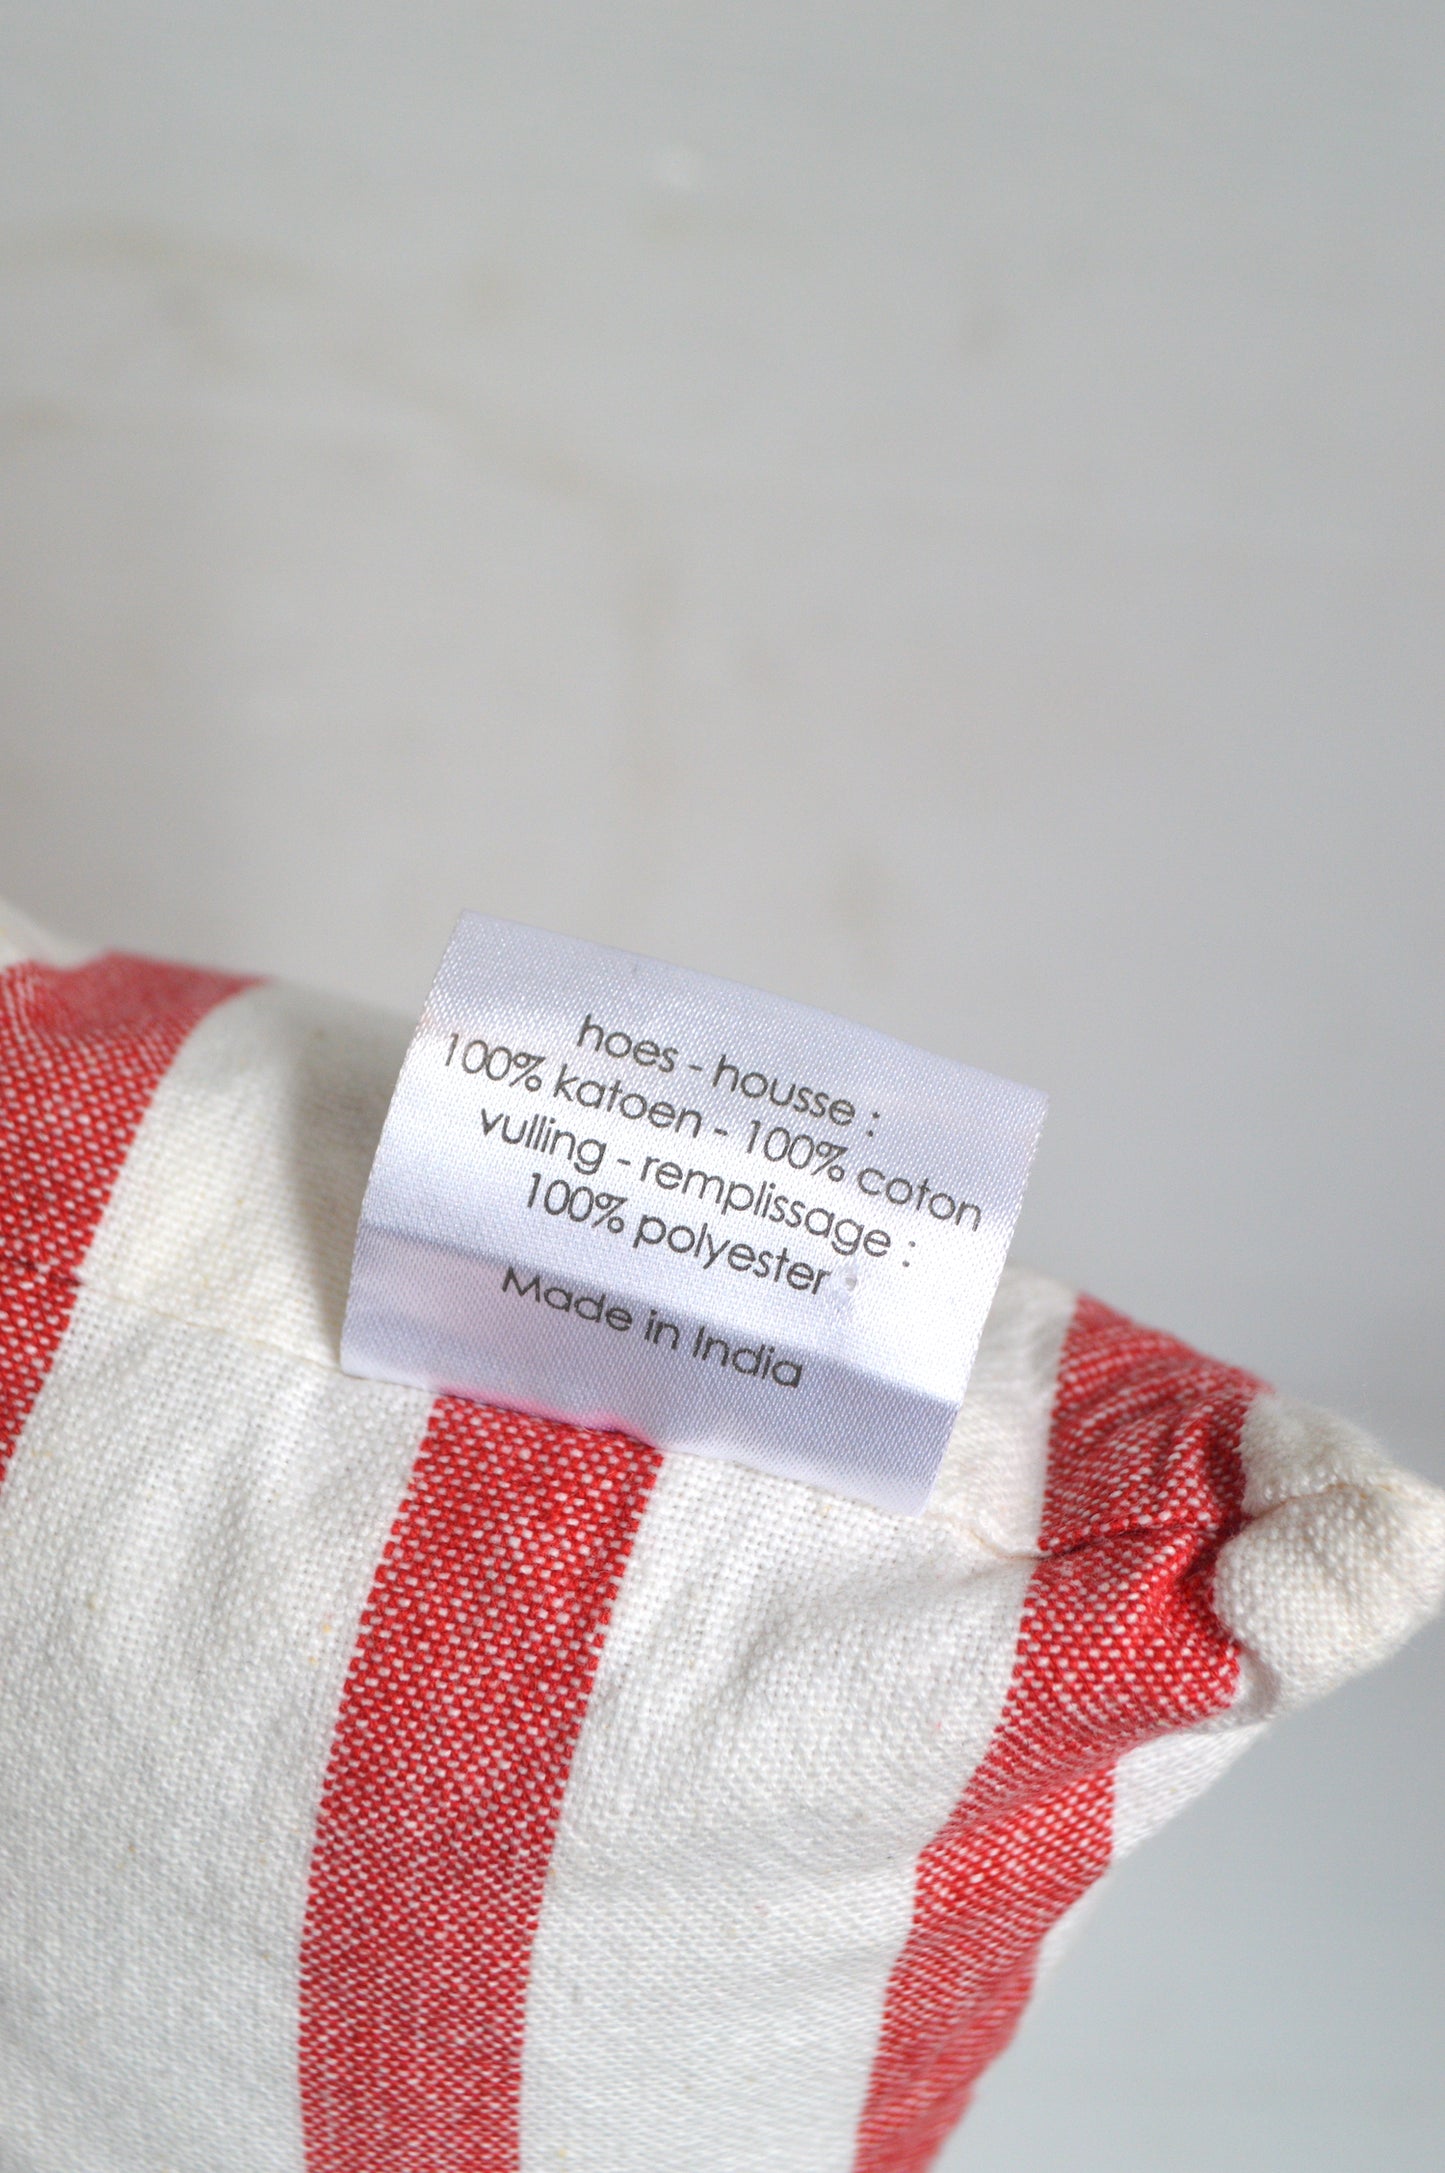 hoes - housse :
100% katoen - 100% coton
vulling - remplissage :
100% polyester
Made in India